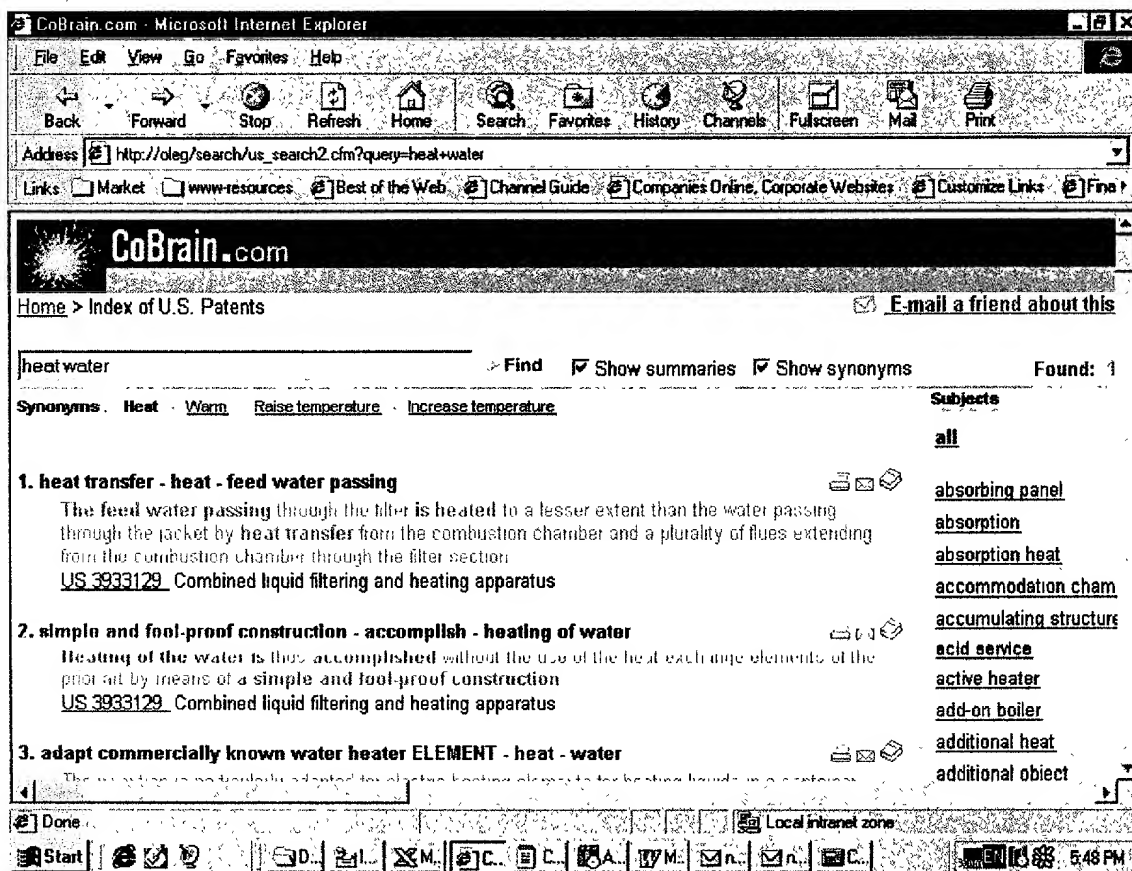 CoBrain.com - Microsoft Internet Explorer
File Edit View Go Favorites Help
Back Forward Stop Refresh Home Search Favorites History Channels Fullscreen Mail Print
Address http://oleg/search/us_search2.cfm?query=heat+water
Links Market www-resources Best of the Web Channel Guide Companies Online, Corporate Websites Customize Links Fine
CoBrain.com
Home > Index of U.S. Patents E-mail a friend about this
heat water Find Show summaries Show synonyms Found: 1
Synonyms. Heat · Warm Raise temperature · Increase temperature
Subjects
all
1. heat transfer - heat - feed water passing
The feed water passing through the filter is heated to a lesser extent than the water passing
through the jacket by heat transfer from the combustion chamber and a plurality of flues extending
from the combustion chamber through the filter section
US 3933129 Combined liquid filtering and heating apparatus
2. simple and fool-proof construction - accomplish - heating of water
Heating of the water is thus accomplished without the use of the heat exchange elements of the
prior art by means of a simple and fool-proof construction
US 3933129 Combined liquid filtering and heating apparatus
3. adapt commercially known water heater ELEMENT - heat - water
absorbing panel
absorption
absorption heat
accommodation cham
accumulating structure
acid service
active heater
add-on boiler
additional heat
additional object
Done Local intranet zone
Start D.. I... M.. C... C.. A... M.. n.. n.. C... EN 5:48 PM